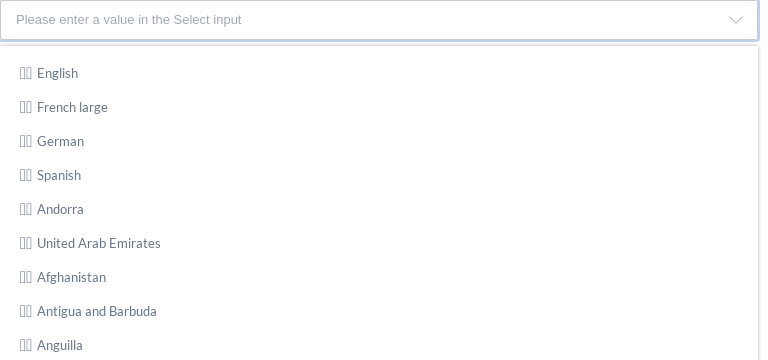 Please enter a value in the Select input
English
French large
German
Spanish
Andorra
United Arab Emirates
Afghanistan
Antigua and Barbuda
Anguilla